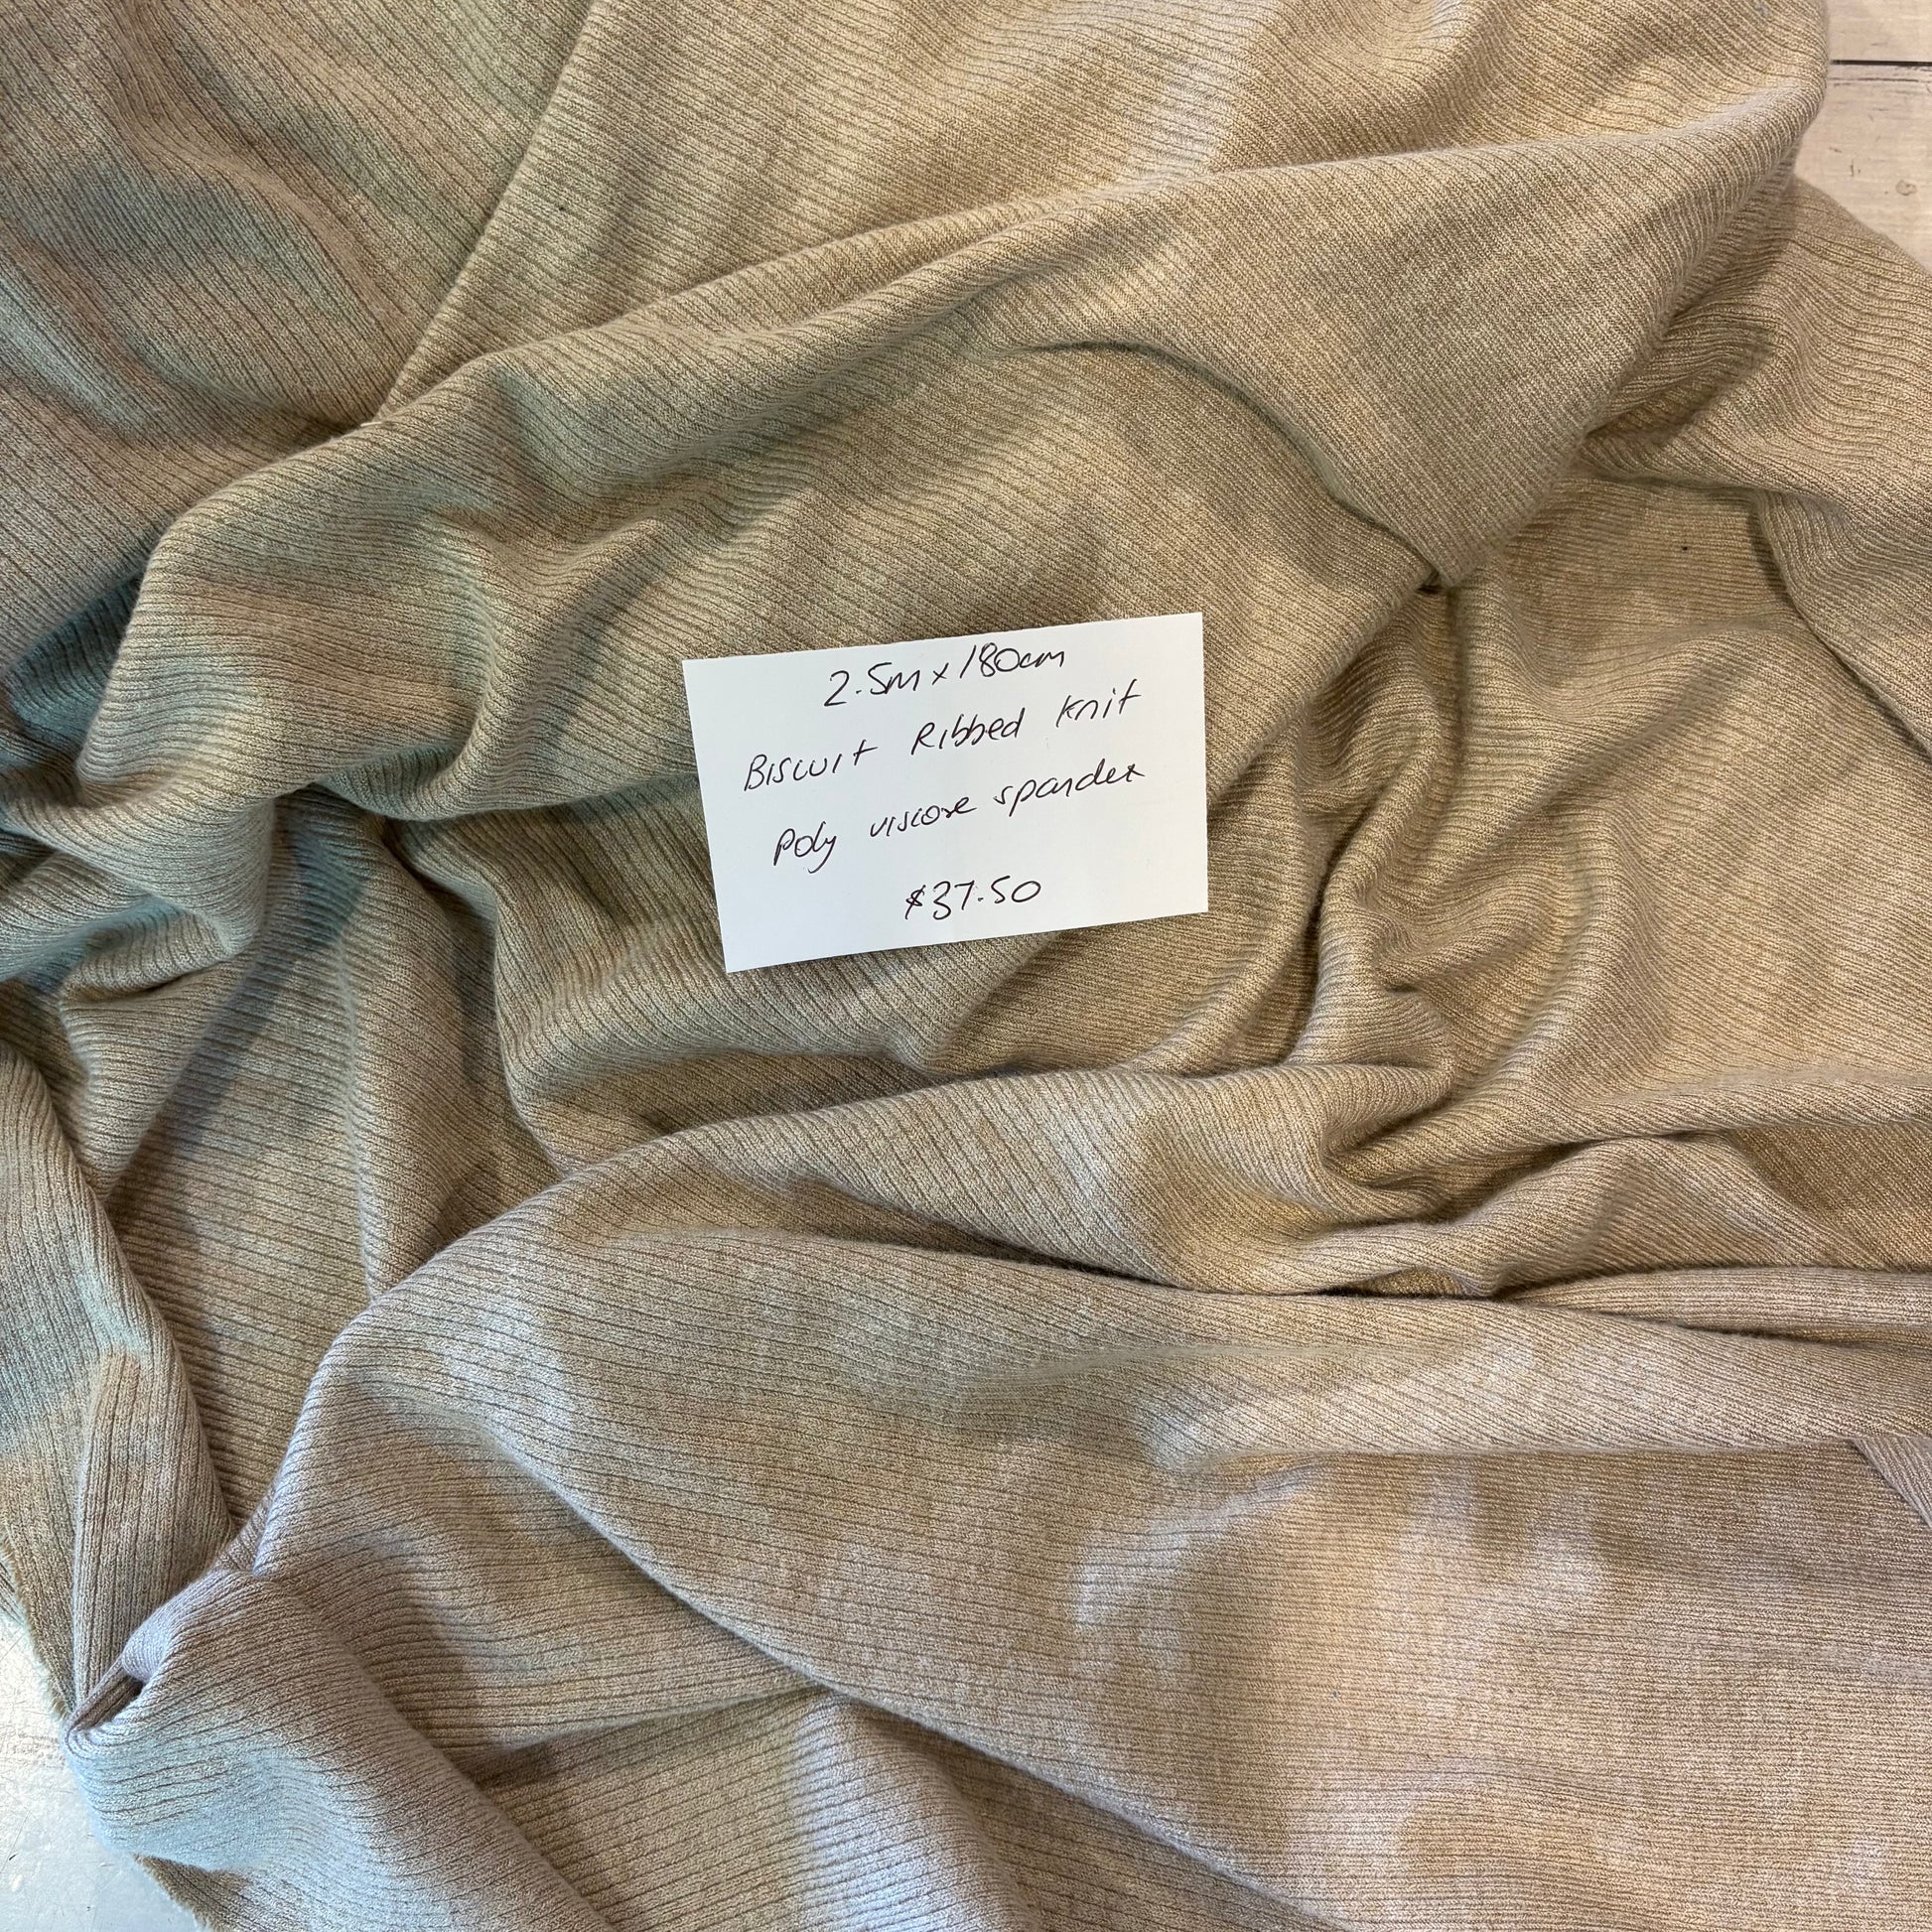 2.5m x 180cm
Biscuit Ribbed Knit
Poly viscose spandex
$37.50